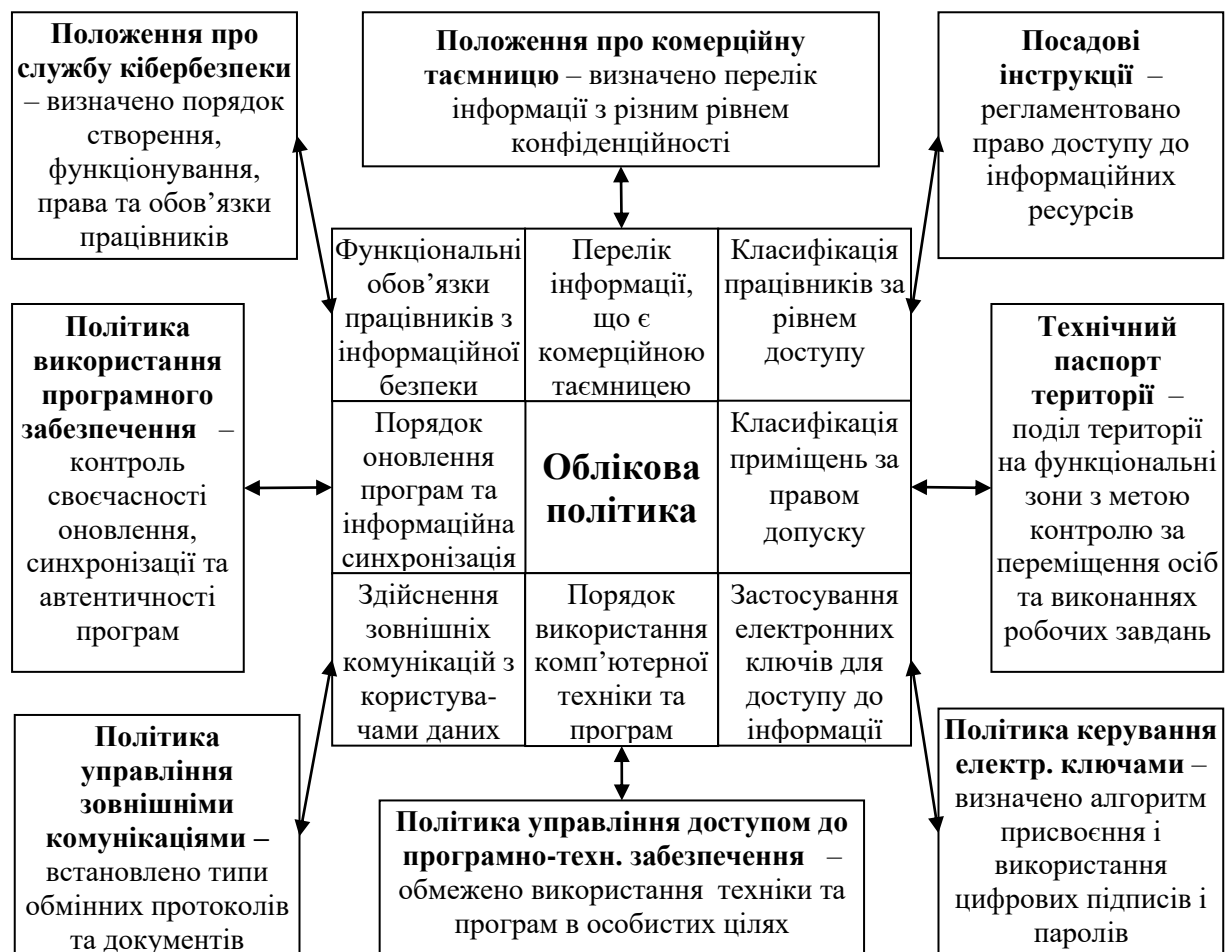 Положення про
службу кібербезпеки
– визначено порядок
створення,
функціонування,
права та обов’язки
працівників
Положення про комерційну
таємницю – визначено перелік
інформації з різним рівнем
конфіденційності
Посадові
інструкції –
регламентовано
право доступу до
інформаційних
ресурсів
Функціональні
обов’язки
працівників з
інформаційної
безпеки
Перелік
інформації,
що є
комерційною
таємницею
Класифікація
працівників за
рівнем
доступу
Політика
використання
програмного
забезпечення –
контроль
своєчасності
оновлення,
синхронізації та
автентичності
програм
Порядок
оновлення
програм та
інформаційна
синхронізація
Облікова
політика
Класифікація
приміщень за
правом
допуску
Технічний
паспорт
території –
поділ території
на функціональні
зони з метою
контролю за
переміщення осіб
та виконаннях
робочих завдань
Здійснення
зовнішніх
комунікацій з
користува-
чами даних
Порядок
використання
комп’ютерної
техніки та
програм
Застосування
електронних
ключів для
доступу до
інформації
Політика
управління
зовнішніми
комунікаціями –
встановлено типи
обмінних протоколів
та документів
Політика управління доступом до
програмно-техн. забезпечення –
обмежено використання техніки та
програм в особистих цілях
Політика керування
електр. ключами –
визначено алгоритм
присвоєння і
використання
цифрових підписів і
паролів